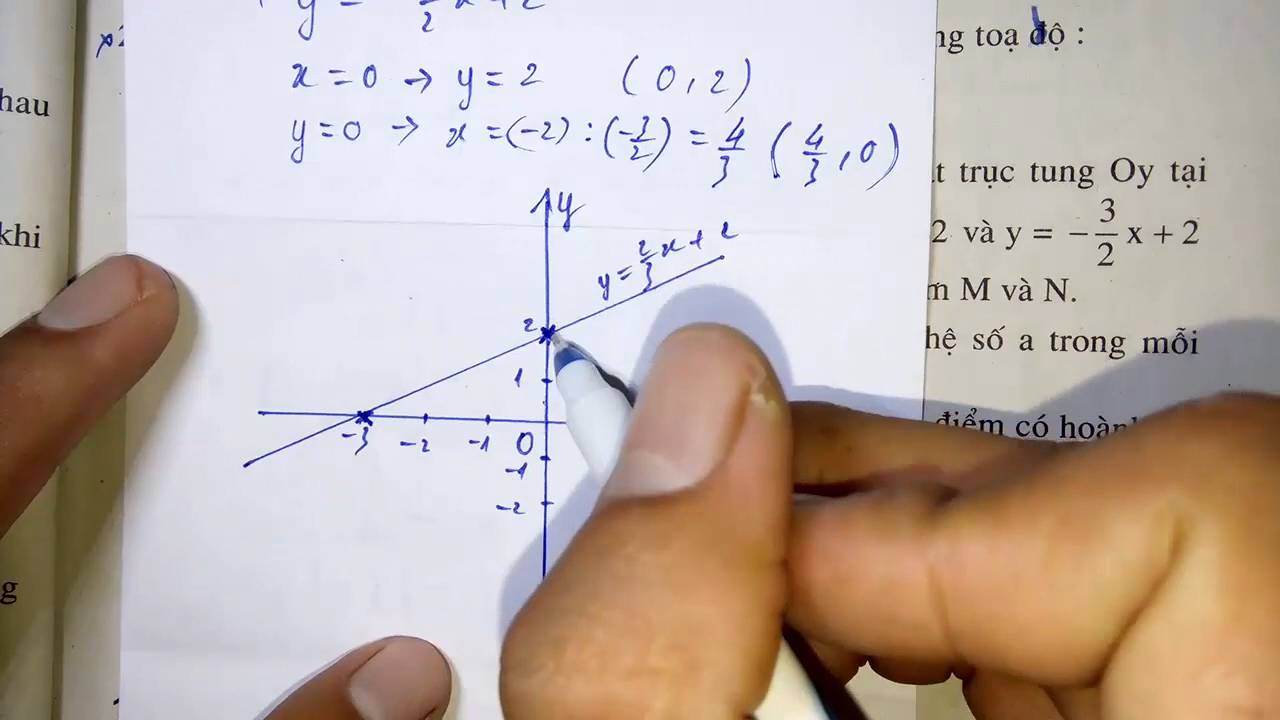 ng toạ độ :
x = 0 → y = 2 (0, 2)
hau
y = 0 → x = (-2) : (-3/2) = 4/3 (4/3, 0)
t trục tung Oy tại
y
2 và y = -3/2 x + 2
khi
y = 2/3 x + 2
m M và N.
2
hệ số a trong mỗi
1
điểm có hoành
-3 -2 -1 0
-1
-2
g